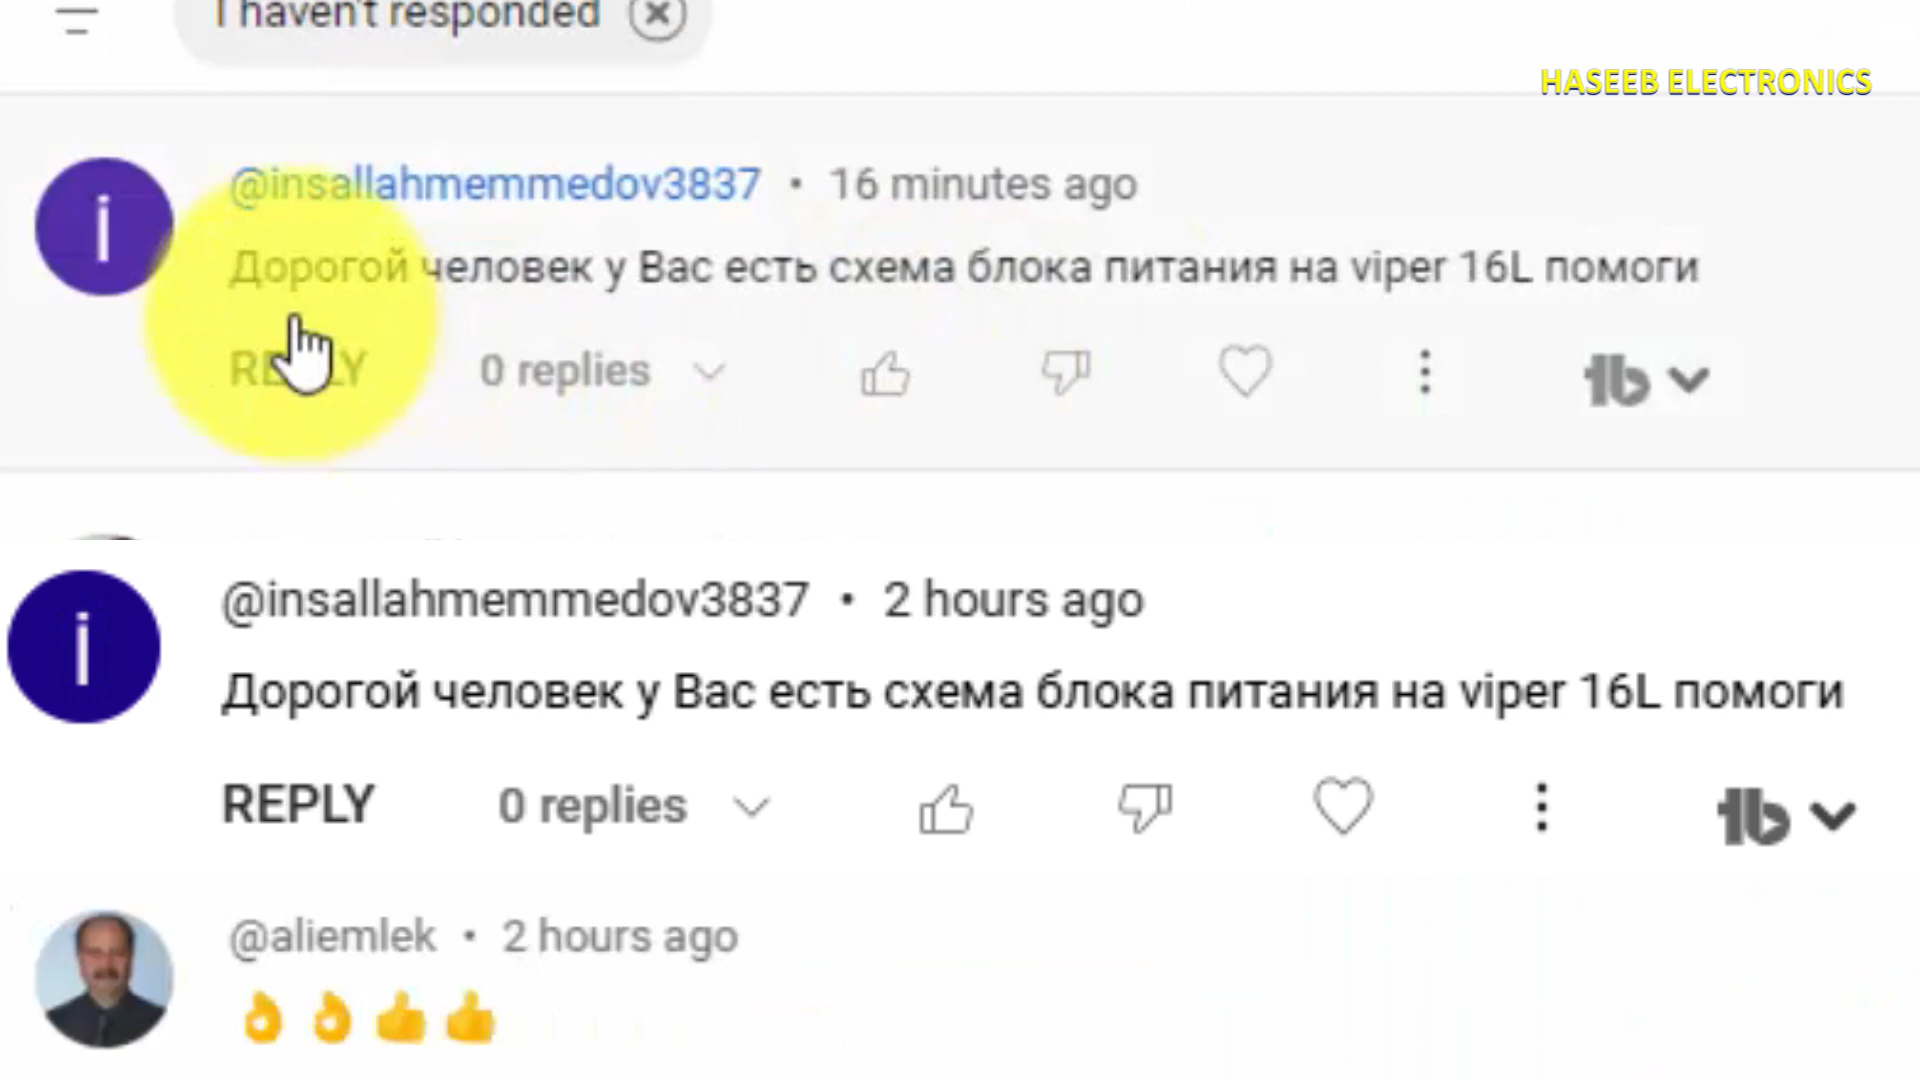 I haven't responded
HASEEB ELECTRONICS
i
@insallahmemmedov3837 • 16 minutes ago
Дорогой человек у Вас есть схема блока питания на viper 16L помоги
REPLY 0 replies
i
@insallahmemmedov3837 • 2 hours ago
Дорогой человек у Вас есть схема блока питания на viper 16L помоги
REPLY 0 replies
@aliemlek • 2 hours ago
👌👌👍👍